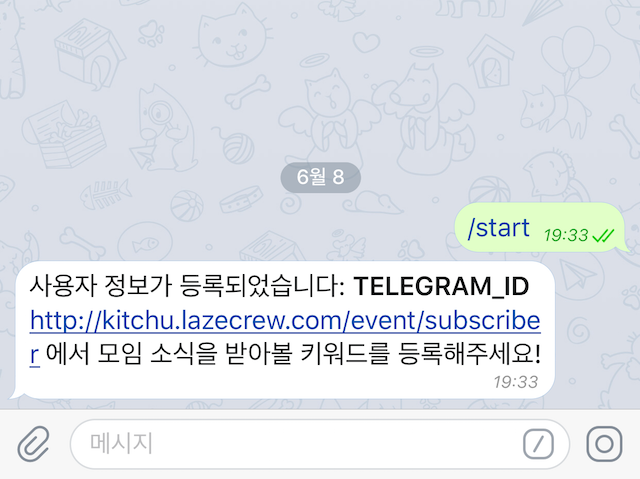 6월 8
/start 19:33
사용자 정보가 등록되었습니다: TELEGRAM_ID
http://kitchu.lazecrew.com/event/subscribe
r 에서 모임 소식을 받아볼 키워드를 등록해주세요!
19:33
메시지